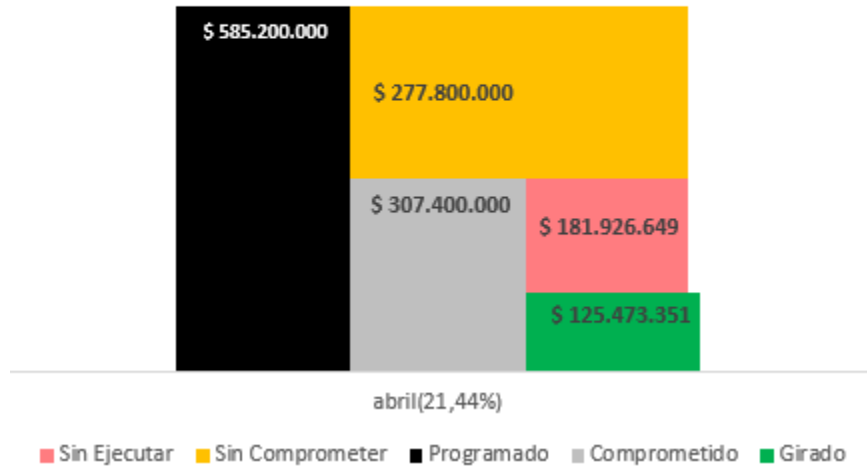 $ 585.200.000
$ 277.800.000
$ 307.400.000
$ 181.926.649
$ 125.473.351
abril(21,44%)
Sin Ejecutar Sin Comprometer Programado Comprometido Girado